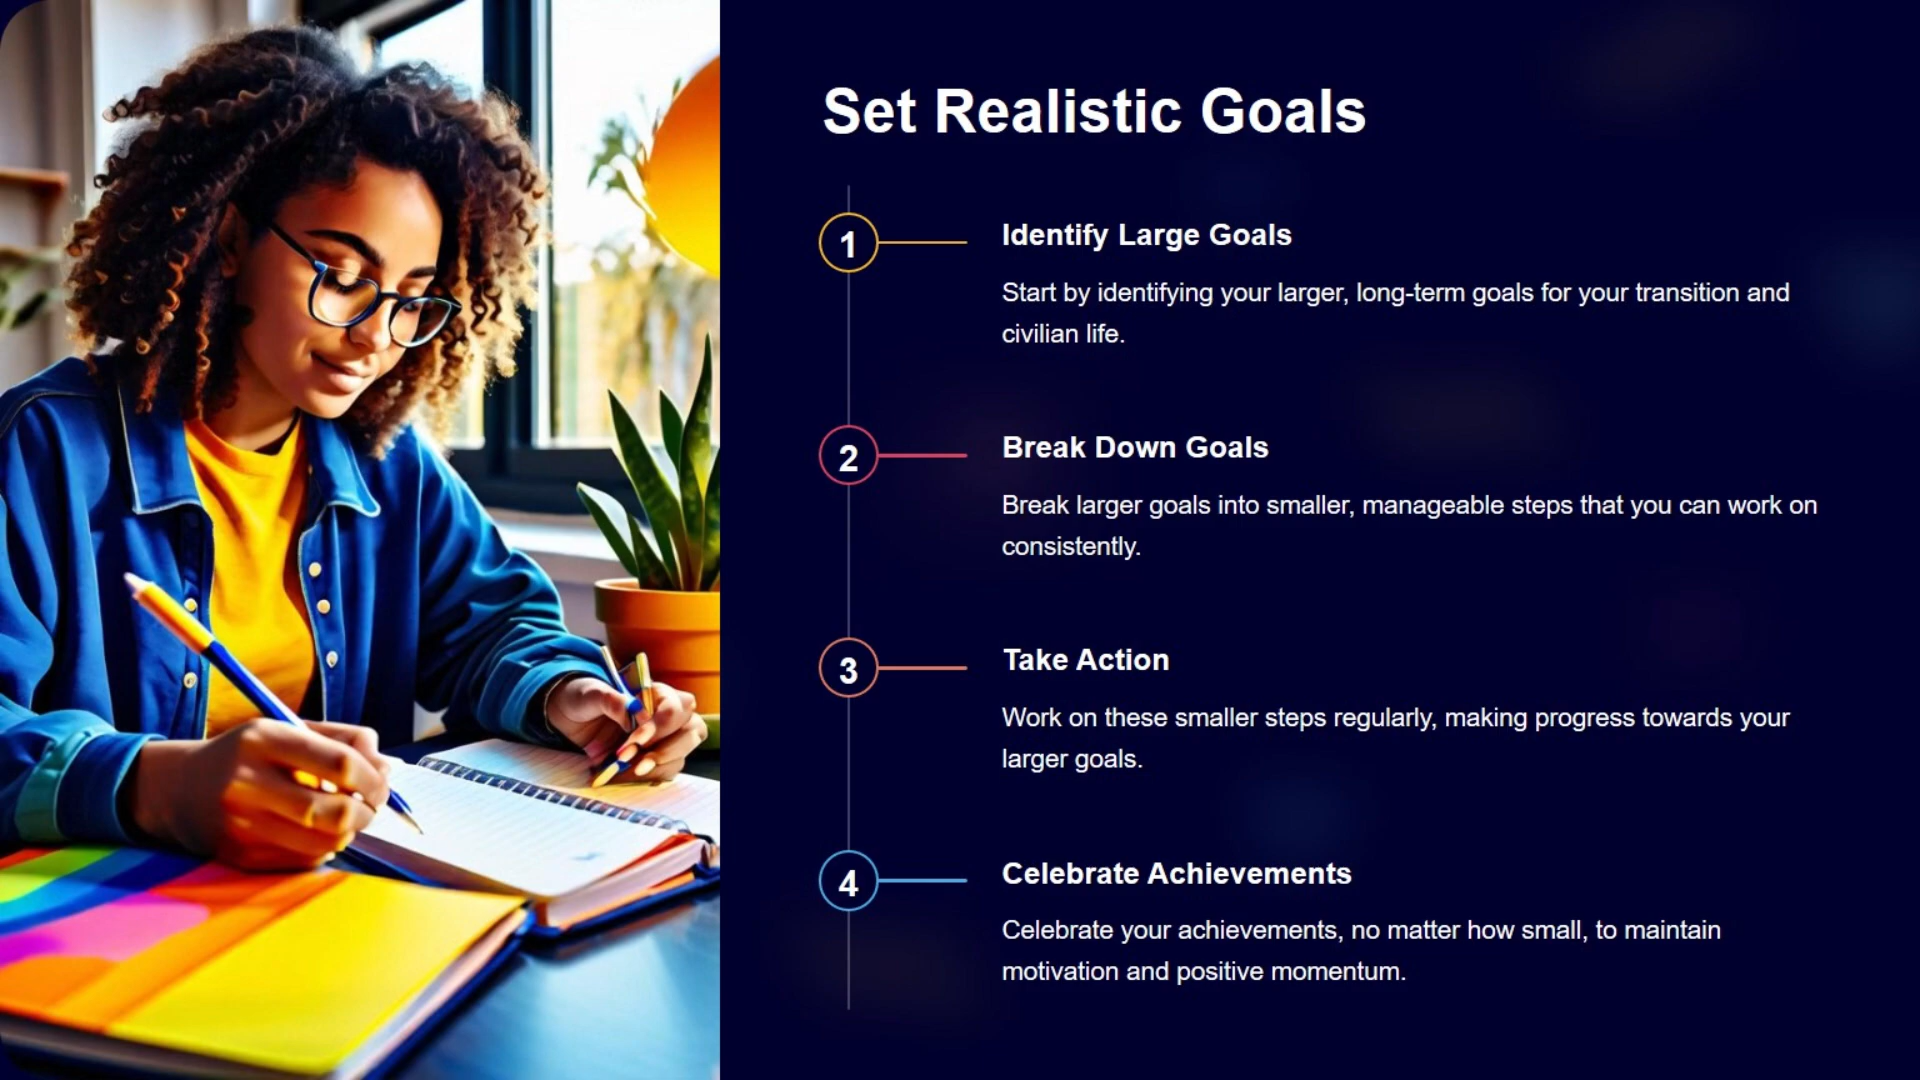 Set Realistic Goals
1
Identify Large Goals
Start by identifying your larger, long-term goals for your transition and
civilian life.
2
Break Down Goals
Break larger goals into smaller, manageable steps that you can work on
consistently.
3
Take Action
Work on these smaller steps regularly, making progress towards your
larger goals.
4
Celebrate Achievements
Celebrate your achievements, no matter how small, to maintain
motivation and positive momentum.